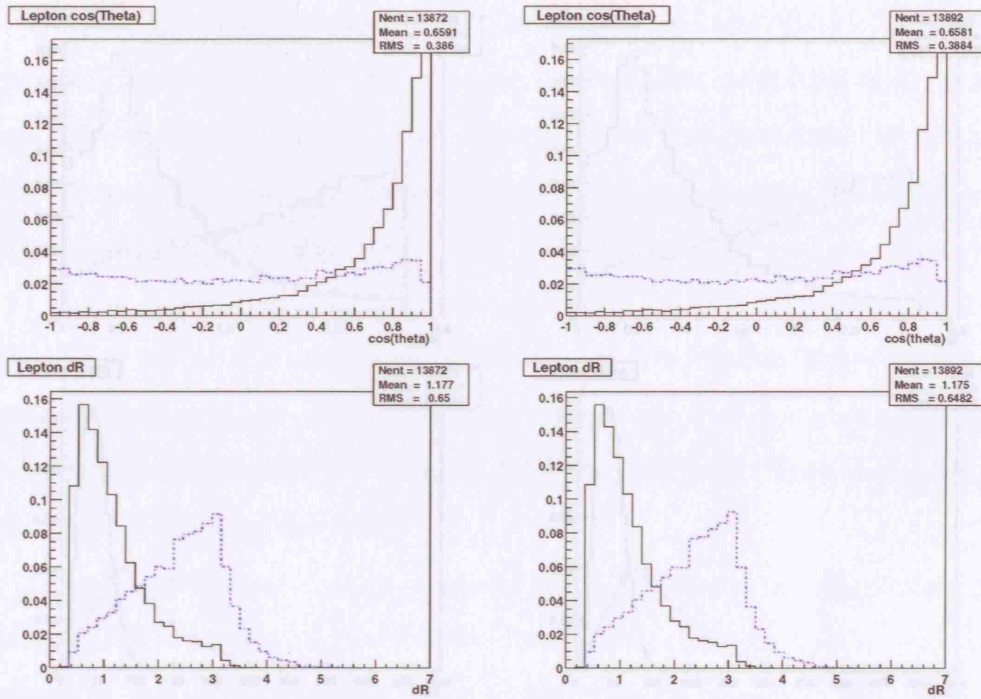 Lepton cos(Theta)
Nent = 13872
Mean = 0.6591
RMS = 0.386
0.16
0.14
0.12
0.1
0.08
0.06
0.04
0.02
0
-1 -0.8 -0.6 -0.4 -0.2 0 0.2 0.4 0.6 0.8 1
cos(theta)
Lepton cos(Theta)
Nent = 13892
Mean = 0.6581
RMS = 0.3884
0.16
0.14
0.12
0.1
0.08
0.06
0.04
0.02
0
-1 -0.8 -0.6 -0.4 -0.2 0 0.2 0.4 0.6 0.8 1
cos(theta)
Lepton dR
Nent = 13872
Mean = 1.177
RMS = 0.65
0.16
0.14
0.12
0.1
0.08
0.06
0.04
0.02
0
0 1 2 3 4 5 6 7
dR
Lepton dR
Nent = 13892
Mean = 1.175
RMS = 0.6482
0.16
0.14
0.12
0.1
0.08
0.06
0.04
0.02
0
0 1 2 3 4 5 6 7
dR